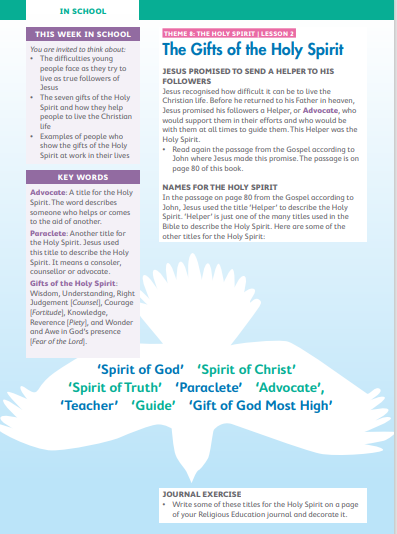 IN SCHOOL
THIS WEEK IN SCHOOL
You are invited to think about:
• The difficulties young
people face as they try to
live as true followers of
Jesus
• The seven gifts of the Holy
Spirit and how they help
people to live the Christian
life
• Examples of people who
show the gifts of the Holy
Spirit at work in their lives
KEY WORDS
Advocate: A title for the Holy
Spirit. The word describes
someone who helps or comes
to the aid of another.
Paraclete: Another title for
the Holy Spirit. Jesus used
this title to describe the Holy
Spirit. It means a consoler,
counsellor or advocate.
Gifts of the Holy Spirit:
Wisdom, Understanding, Right
Judgement (Counsel), Courage
(Fortitude), Knowledge,
Reverence (Piety), and Wonder
and Awe in God's presence
(Fear of the Lord).
THEME 8: THE HOLY SPIRIT | LESSON 2
The Gifts of the Holy Spirit
JESUS PROMISED TO SEND A HELPER TO HIS
FOLLOWERS
Jesus recognised how difficult it can be to live the
Christian life. Before he returned to his Father in heaven,
Jesus promised his followers a Helper, or Advocate, who
would support them in their efforts and who would be
with them at all times to guide them. This Helper was the
Holy Spirit.
• Read again the passage from the Gospel according to
John where Jesus made this promise. The passage is on
page 80 of this book.
NAMES FOR THE HOLY SPIRIT
In the passage on page 80 from the Gospel according to
John, Jesus used the title 'Helper' to describe the Holy
Spirit. 'Helper' is just one of the many titles used in the
Bible to describe the Holy Spirit. Here are some of the
other titles for the Holy Spirit:
'Spirit of God' 'Spirit of Christ'
'Spirit of Truth' 'Paraclete' 'Advocate',
'Teacher' 'Guide' 'Gift of God Most High'
JOURNAL EXERCISE
• Write some of these titles for the Holy Spirit on a page
of your Religious Education journal and decorate it.